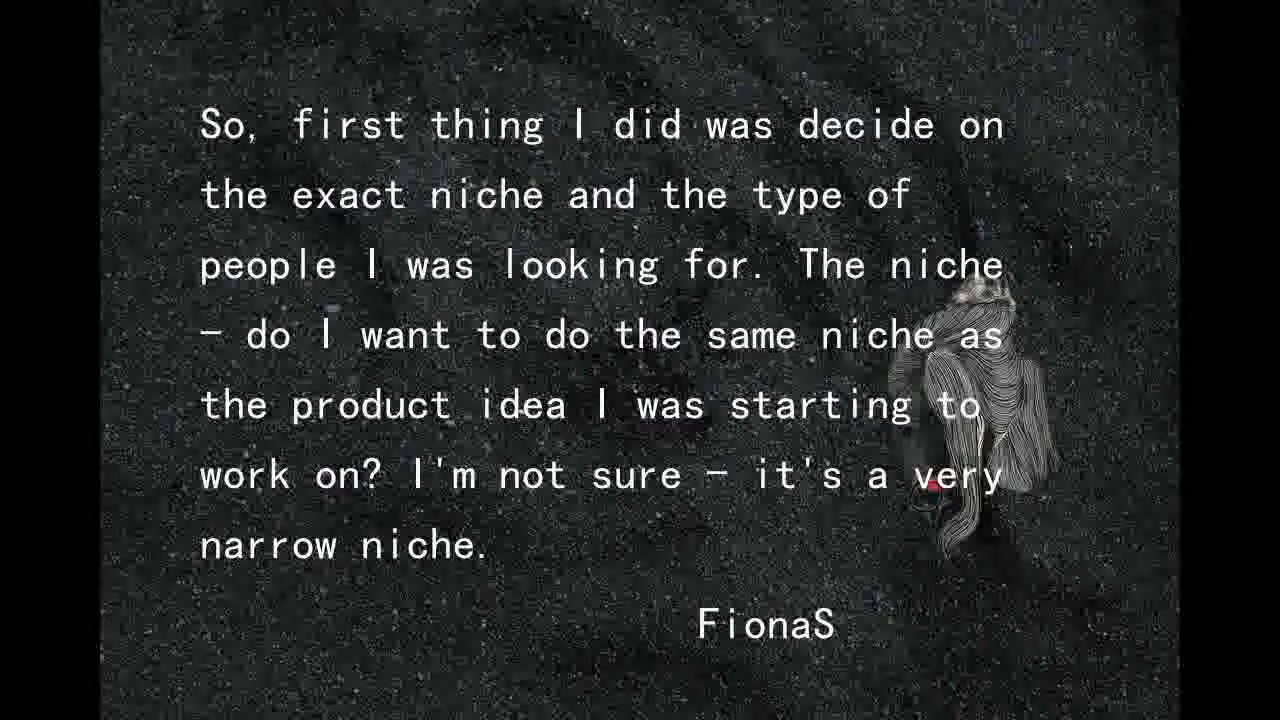 So, first thing I did was decide on
the exact niche and the type of
people I was looking for. The niche
- do I want to do the same niche as
the product idea I was starting to
work on? I'm not sure - it's a very
narrow niche.
FionaS